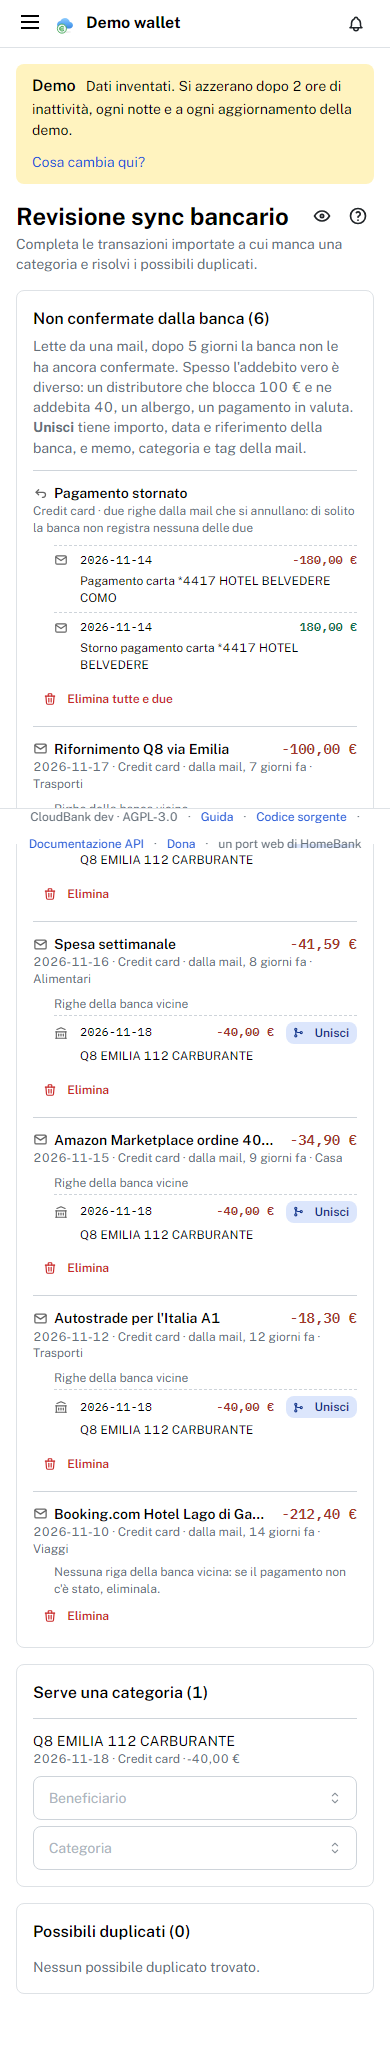 Demo wallet
Demo Dati inventati. Si azzerano dopo 2 ore di
inattività, ogni notte e a ogni aggiornamento della
demo.
Cosa cambia qui?
Revisione sync bancario
Completa le transazioni importate a cui manca una
categoria e risolvi i possibili duplicati.
Non confermate dalla banca (6)
Lette da una mail, dopo 5 giorni la banca non le
ha ancora confermate. Spesso l'addebito vero è
diverso: un distributore che blocca 100 € e ne
addebita 40, un albergo, un pagamento in valuta.
Unisci tiene importo, data e riferimento della
banca, e memo, categoria e tag della mail.
Pagamento stornato
Credit card · due righe dalla mail che si annullano: di solito
la banca non registra nessuna delle due
2026-11-14 -180,00 €
Pagamento carta *4417 HOTEL BELVEDERE
COMO
2026-11-14 180,00 €
Storno pagamento carta *4417 HOTEL
BELVEDERE
Elimina tutte e due
Rifornimento Q8 via Emilia -100,00 €
2026-11-17 · Credit card · dalla mail, 7 giorni fa ·
Trasporti
Righe della banca vicine
CloudBank dev · AGPL-3.0 · Guida · Codice sorgente ·
Documentazione API · Dona · un port web di HomeBank
Q8 EMILIA 112 CARBURANTE
Elimina
Spesa settimanale -41,59 €
2026-11-16 · Credit card · dalla mail, 8 giorni fa ·
Alimentari
Righe della banca vicine
2026-11-18 -40,00 € Unisci
Q8 EMILIA 112 CARBURANTE
Elimina
Amazon Marketplace ordine 40... -34,90 €
2026-11-15 · Credit card · dalla mail, 9 giorni fa · Casa
Righe della banca vicine
2026-11-18 -40,00 € Unisci
Q8 EMILIA 112 CARBURANTE
Elimina
Autostrade per l'Italia A1 -18,30 €
2026-11-12 · Credit card · dalla mail, 12 giorni fa ·
Trasporti
Righe della banca vicine
2026-11-18 -40,00 € Unisci
Q8 EMILIA 112 CARBURANTE
Elimina
Booking.com Hotel Lago di Ga... -212,40 €
2026-11-10 · Credit card · dalla mail, 14 giorni fa ·
Viaggi
Nessuna riga della banca vicina: se il pagamento non
c'è stato, eliminala.
Elimina
Serve una categoria (1)
Q8 EMILIA 112 CARBURANTE
2026-11-18 · Credit card · -40,00 €
Beneficiario
Categoria
Possibili duplicati (0)
Nessun possibile duplicato trovato.